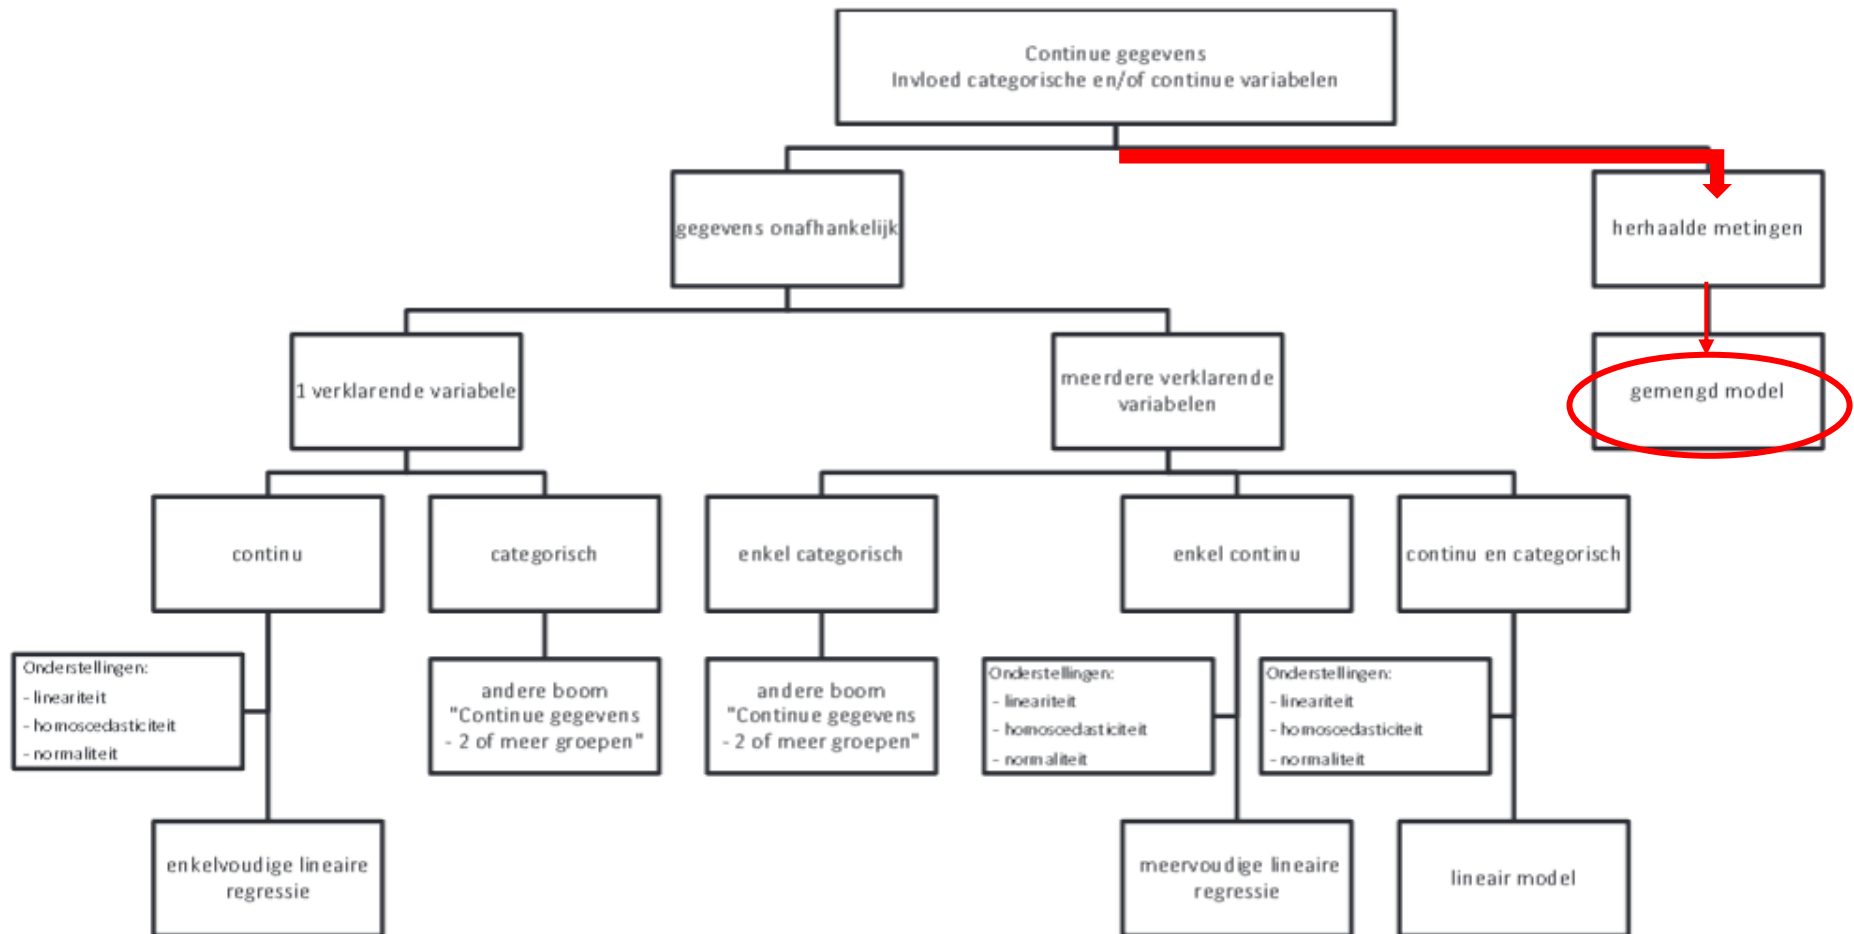 Continue gegevens
Invloed categorische en/of continue variabelen
gegevens onafhankelijk
herhaalde metingen
1 verklarende variabele
meerdere verklarende
variabelen
gemengd model
continu
categorisch
enkel categorisch
enkel continu
continu en categorisch
Onderstellingen:
- lineariteit
- homoscedasticiteit
- normaliteit
andere boom
"Continue gegevens
- 2 of meer groepen"
andere boom
"Continue gegevens
- 2 of meer groepen"
Onderstellingen:
- lineariteit
- homoscedasticiteit
- normaliteit
Onderstellingen:
- lineariteit
- homoscedasticiteit
- normaliteit
enkelvoudige lineaire
regressie
meervoudige lineaire
regressie
lineair model